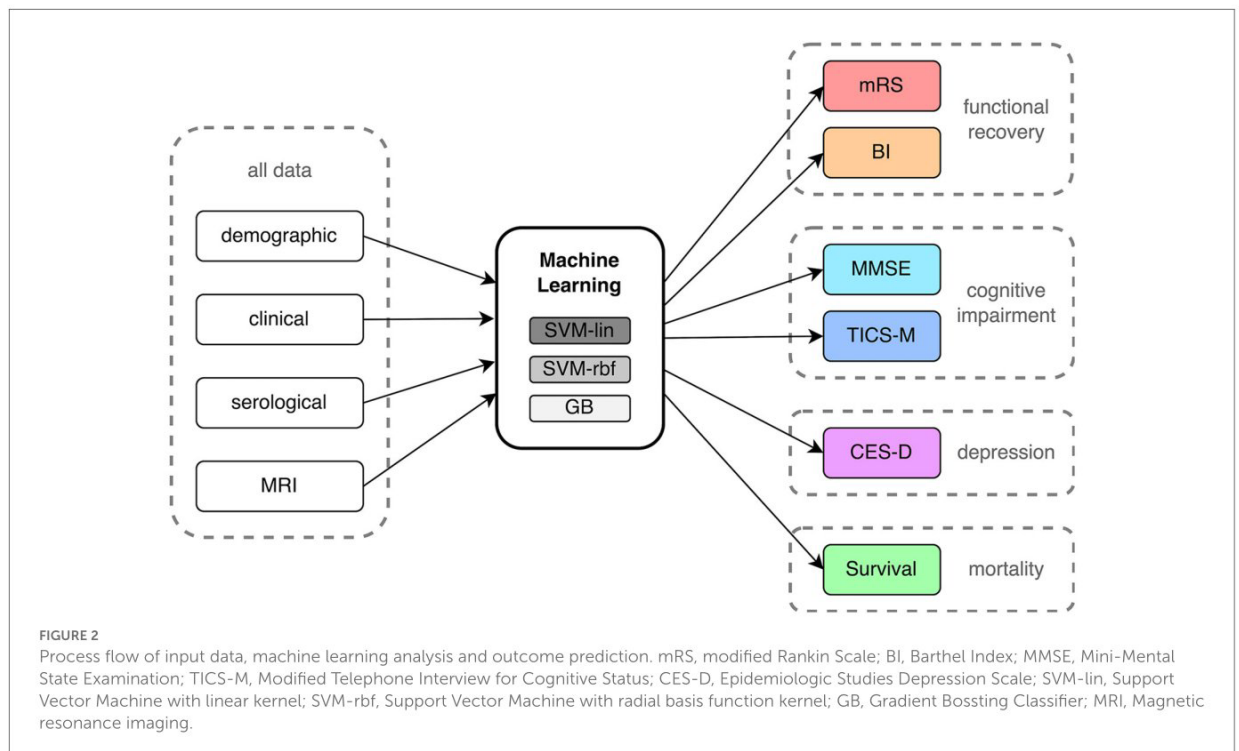 all data
demographic
clinical
serological
MRI
Machine
Learning
SVM-lin
SVM-rbf
GB
mRS
BI
functional
recovery
MMSE
TICS-M
cognitive
impairment
CES-D
depression
Survival
mortality
FIGURE 2
Process flow of input data, machine learning analysis and outcome prediction. mRS, modified Rankin Scale; BI, Barthel Index; MMSE, Mini-Mental
State Examination; TICS-M, Modified Telephone Interview for Cognitive Status; CES-D, Epidemiologic Studies Depression Scale; SVM-lin, Support
Vector Machine with linear kernel; SVM-rbf, Support Vector Machine with radial basis function kernel; GB, Gradient Bossting Classifier; MRI, Magnetic
resonance imaging.